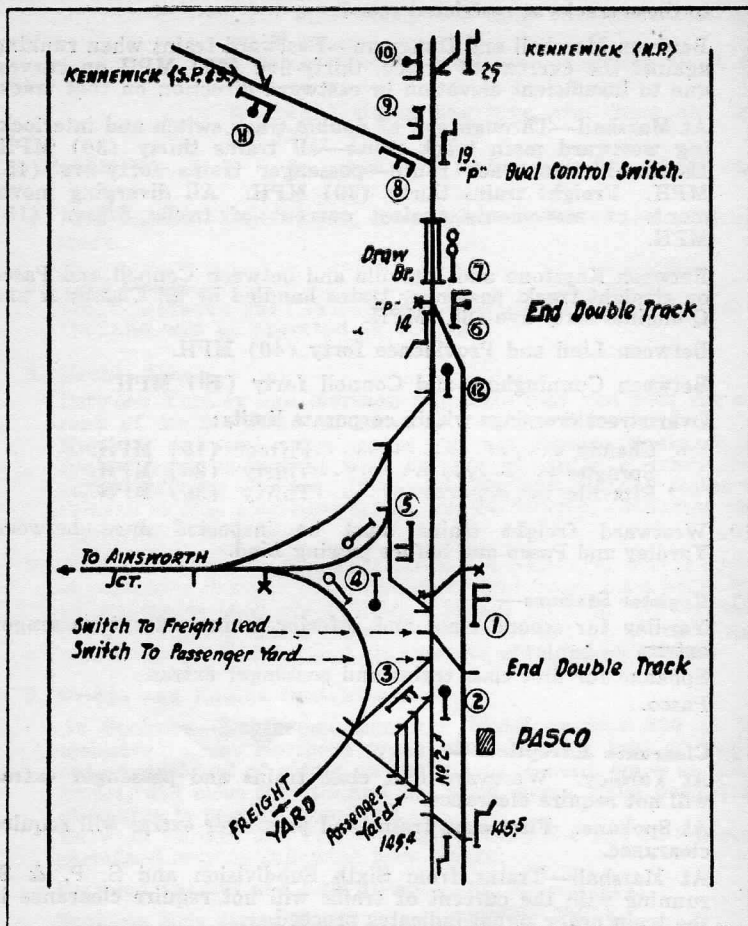 10
KENNEWICK (N.P.)
KENNEWICK (S.P.&S.)
25
9
11
8
19.
"P" Dual Control Switch.
Draw
Br.
7
"P"
14
6
End Double Track
12
5
To AINSWORTH
JCT.
4
1
Switch To Freight Lead
Switch To Passenger Yard
3
End Double Track
2
PASCO
No 2
FREIGHT
YARD
Passenger
Yard
145.4
145.5